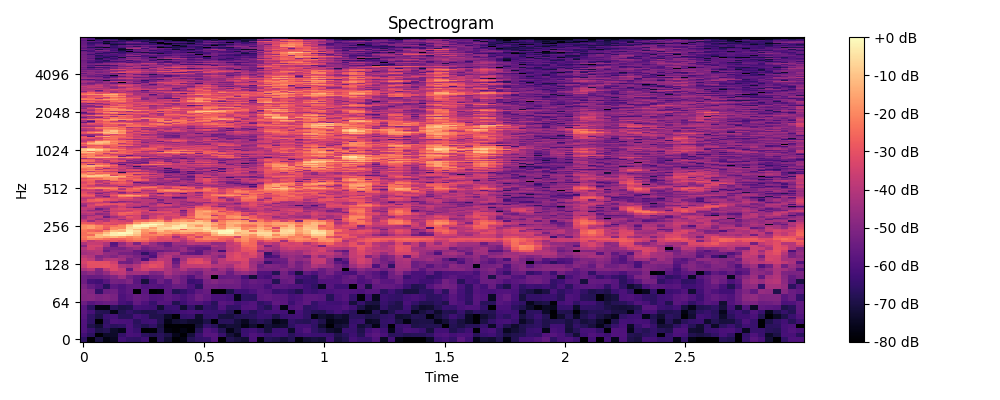 Spectrogram
Hz
4096
2048
1024
512
256
128
64
0
0
0.5
1
1.5
2
2.5
Time
+0 dB
-10 dB
-20 dB
-30 dB
-40 dB
-50 dB
-60 dB
-70 dB
-80 dB